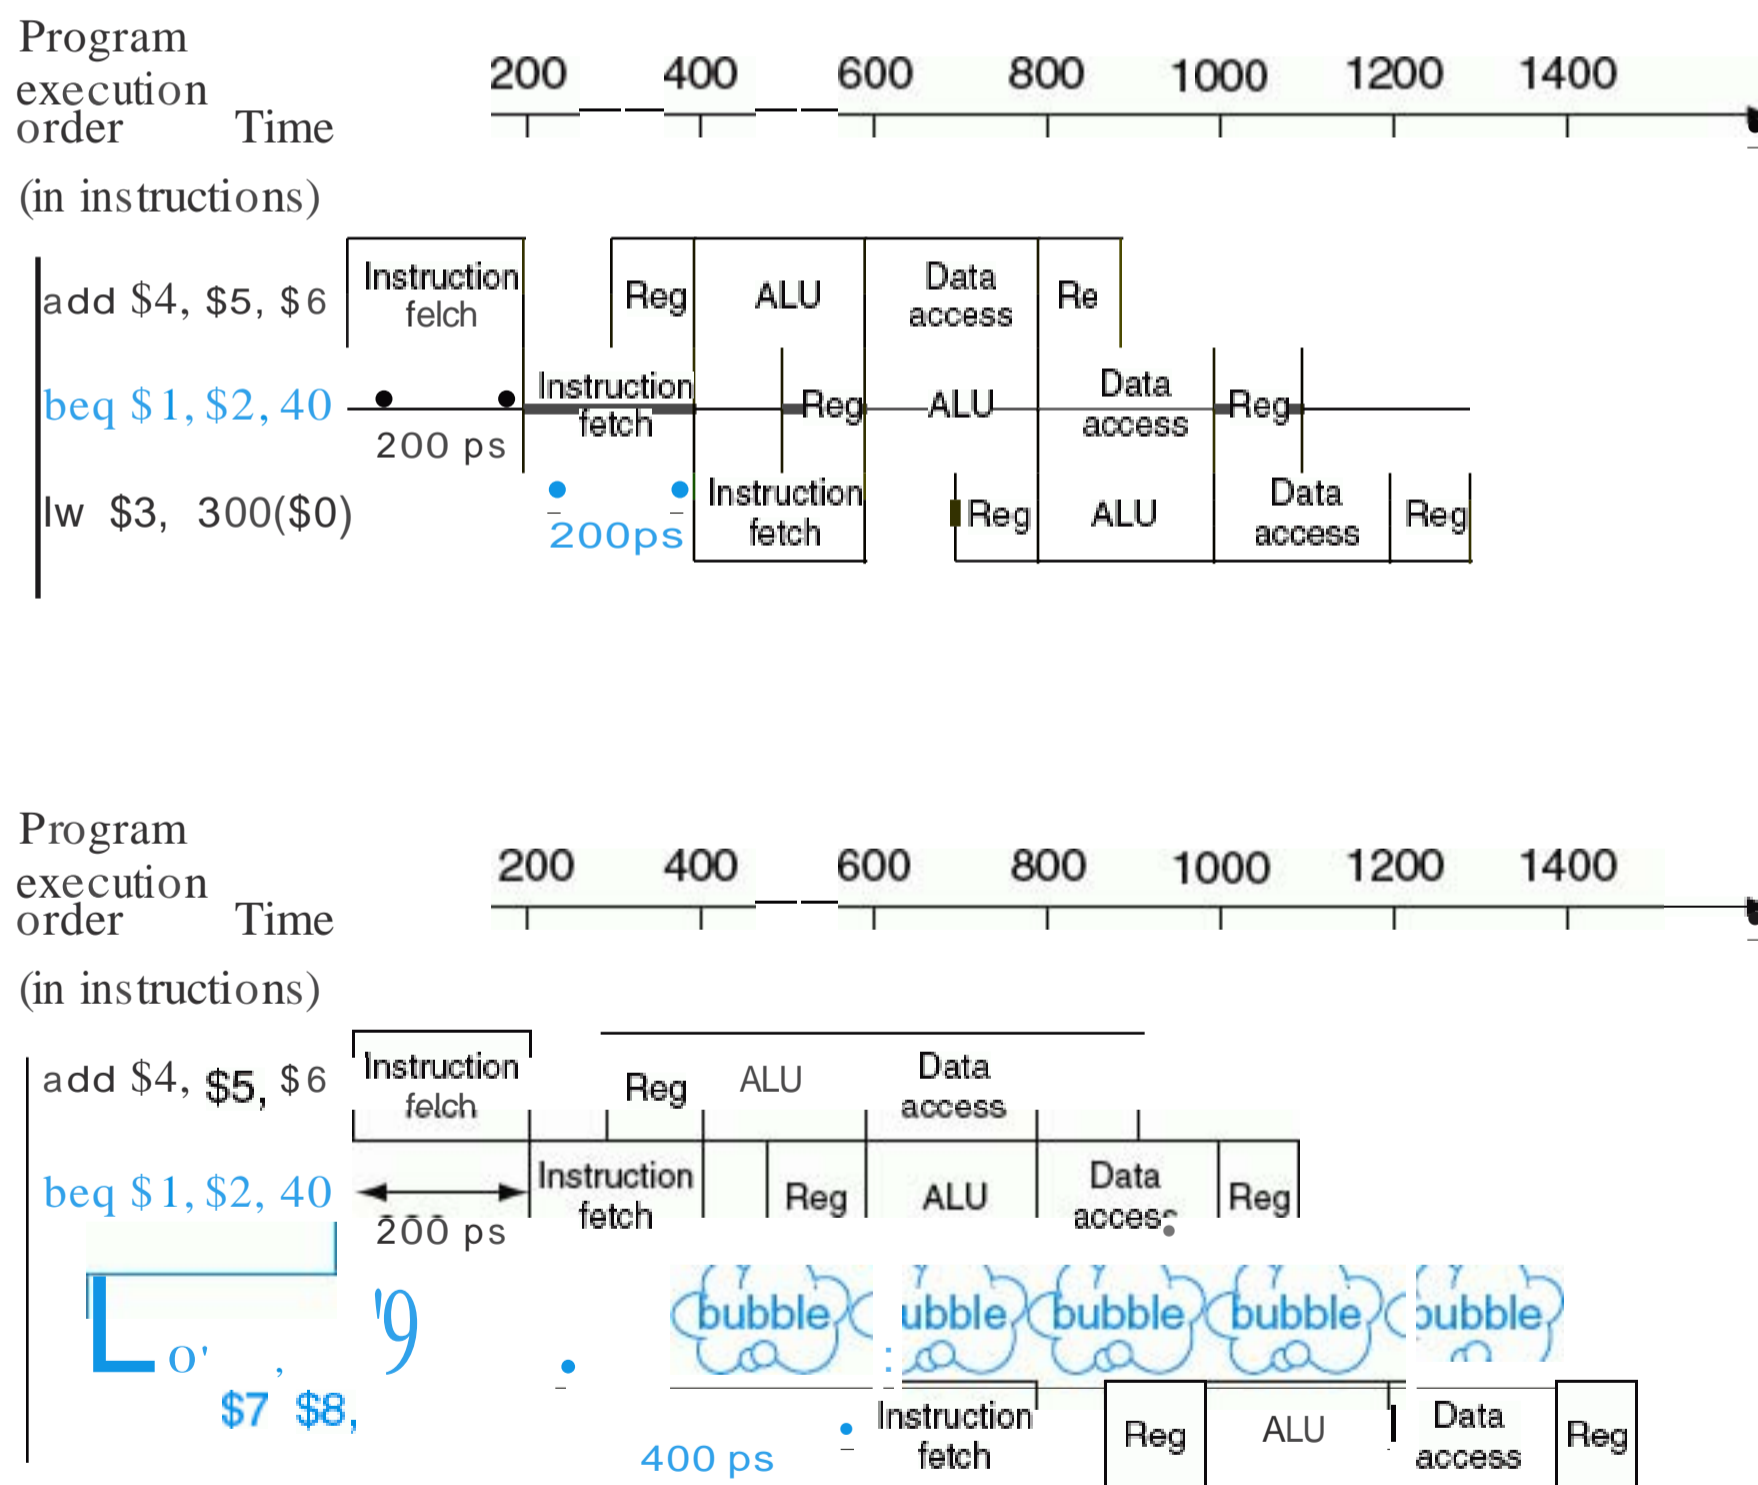 Program
execution
order Time
200 400 600 800 1000 1200 1400
(in instructions)
add $4, $5, $6
Instruction
felch
Reg
ALU
Data
access
Re
beq $1, $2, 40
200 ps
Instruction
fetch
Reg
ALU
Data
access
Reg
lw $3, 300($0)
200ps
Instruction
fetch
Reg
ALU
Data
access
Reg
Program
execution
order Time
200 400 600 800 1000 1200 1400
(in instructions)
add $4, $5, $6
Instruction
felch
Reg
ALU
Data
access
beq $1, $2, 40
200 ps
Instruction
fetch
Reg
ALU
Data
access
Reg
L o' , '9
bubble ubble bubble bubble bubble
$7 $8,
400 ps
Instruction
fetch
Reg
ALU
Data
access
Reg